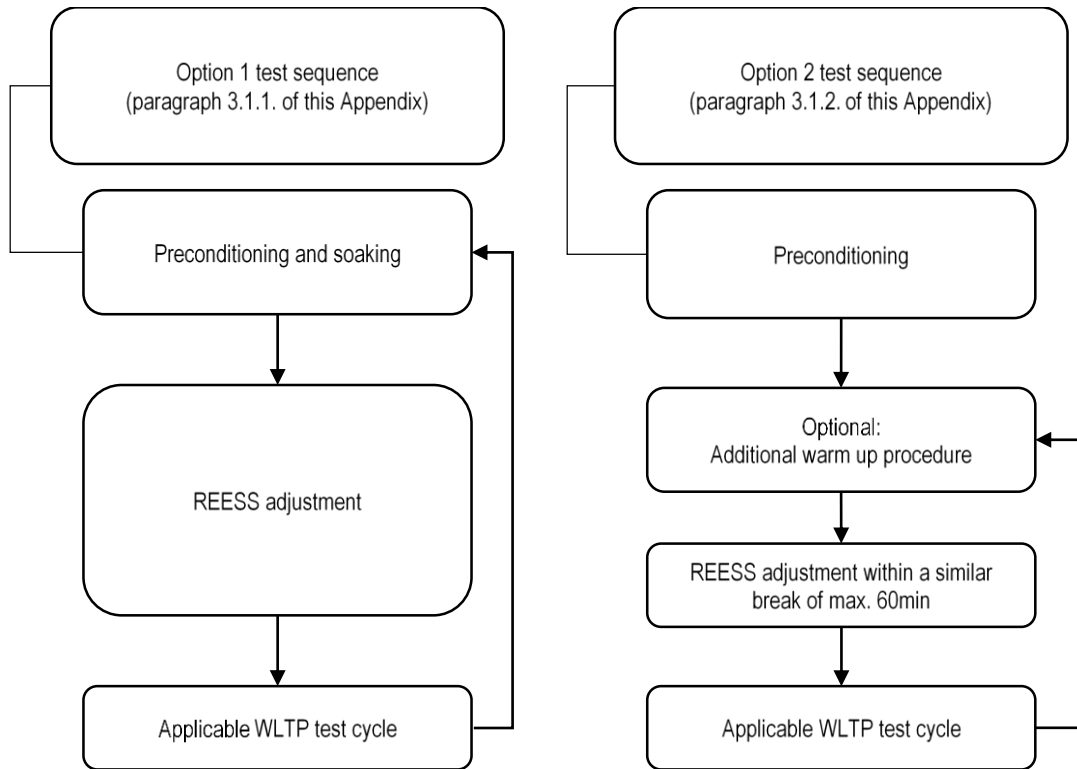 Option 1 test sequence
(paragraph 3.1.1. of this Appendix)
Preconditioning and soaking
REESS adjustment
Applicable WLTP test cycle
Option 2 test sequence
(paragraph 3.1.2. of this Appendix)
Preconditioning
Optional:
Additional warm up procedure
REESS adjustment within a similar
break of max. 60min
Applicable WLTP test cycle